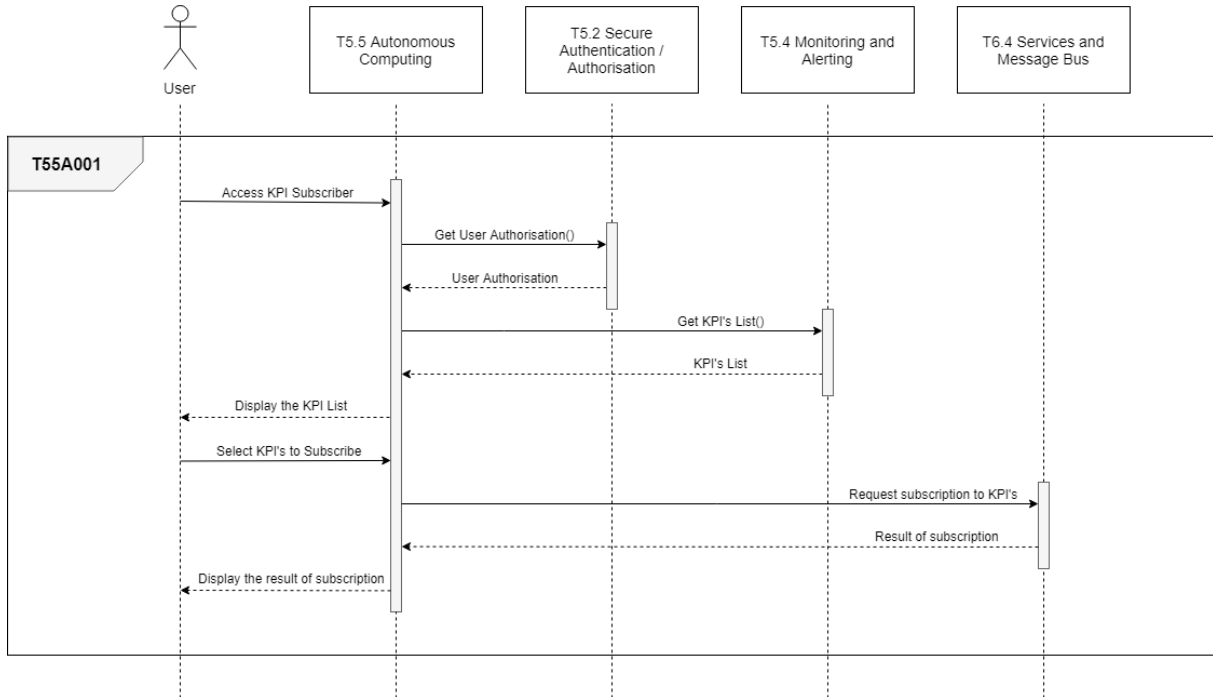 User
T5.5 Autonomous
Computing
T5.2 Secure
Authentication /
Authorisation
T5.4 Monitoring and
Alerting
T6.4 Services and
Message Bus
T55A001
Access KPI Subscriber
Get User Authorisation()
User Authorisation
Get KPI's List()
KPI's List
Display the KPI List
Select KPI's to Subscribe
Request subscription to KPI's
Result of subscription
Display the result of subscription